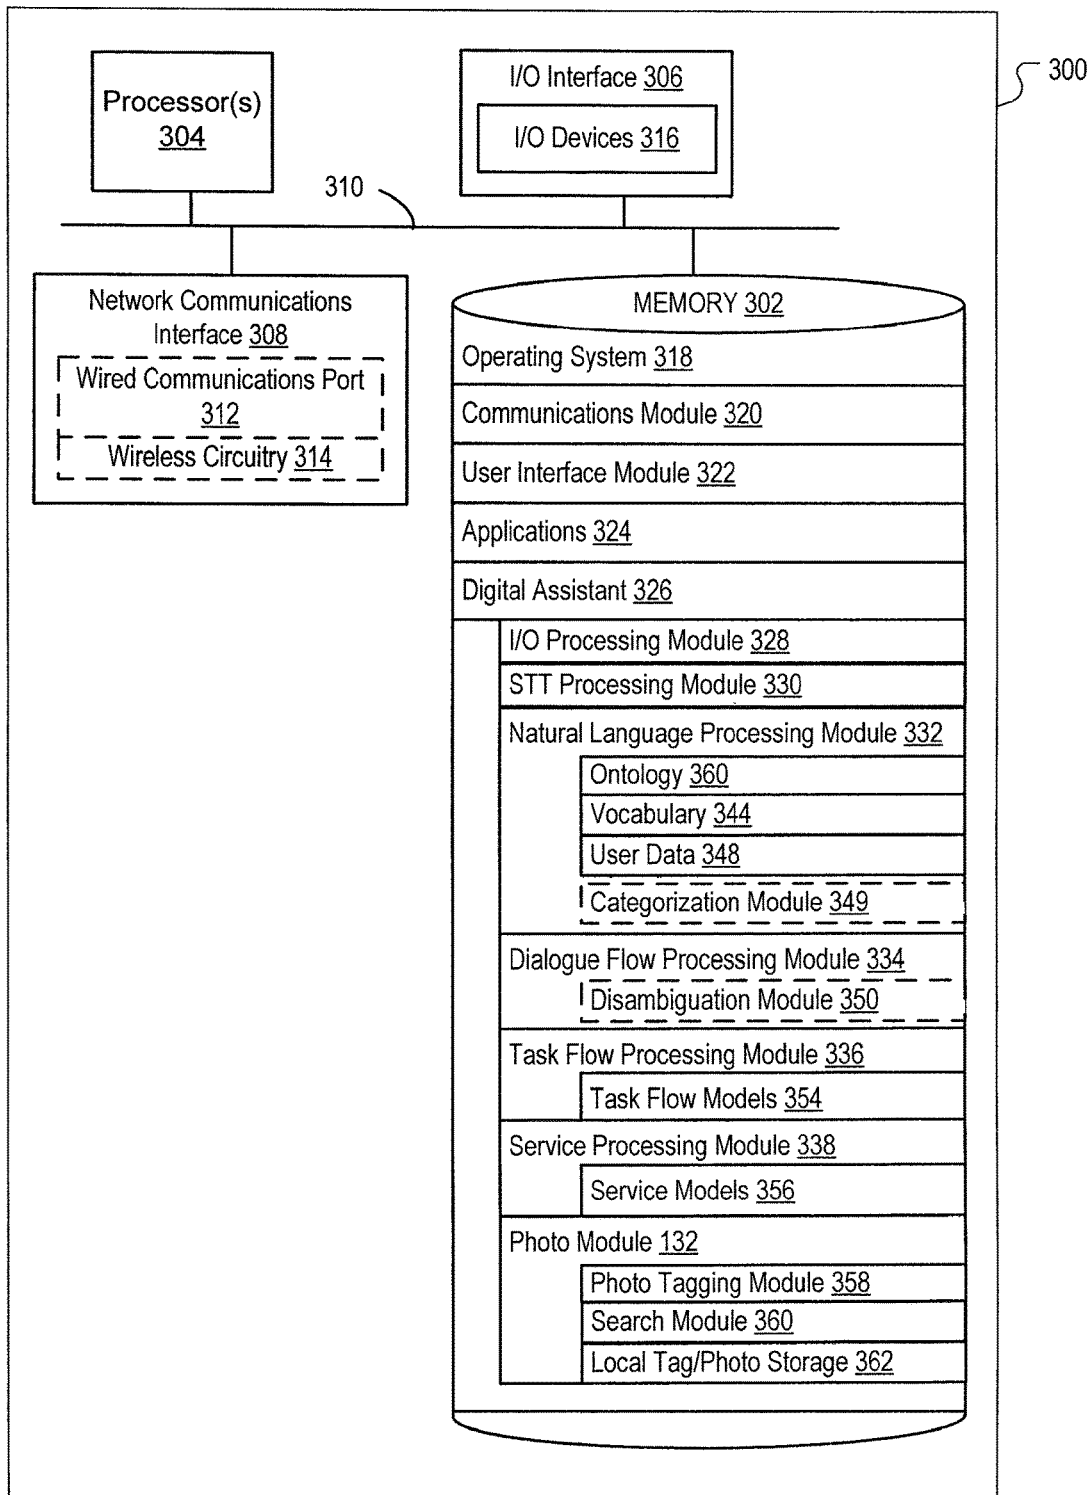 300
Processor(s)
304
I/O Interface 306
I/O Devices 316
310
Network Communications
Interface 308
Wired Communications Port
312
Wireless Circuitry 314
MEMORY 302
Operating System 318
Communications Module 320
User Interface Module 322
Applications 324
Digital Assistant 326
I/O Processing Module 328
STT Processing Module 330
Natural Language Processing Module 332
Ontology 360
Vocabulary 344
User Data 348
Categorization Module 349
Dialogue Flow Processing Module 334
Disambiguation Module 350
Task Flow Processing Module 336
Task Flow Models 354
Service Processing Module 338
Service Models 356
Photo Module 132
Photo Tagging Module 358
Search Module 360
Local Tag/Photo Storage 362